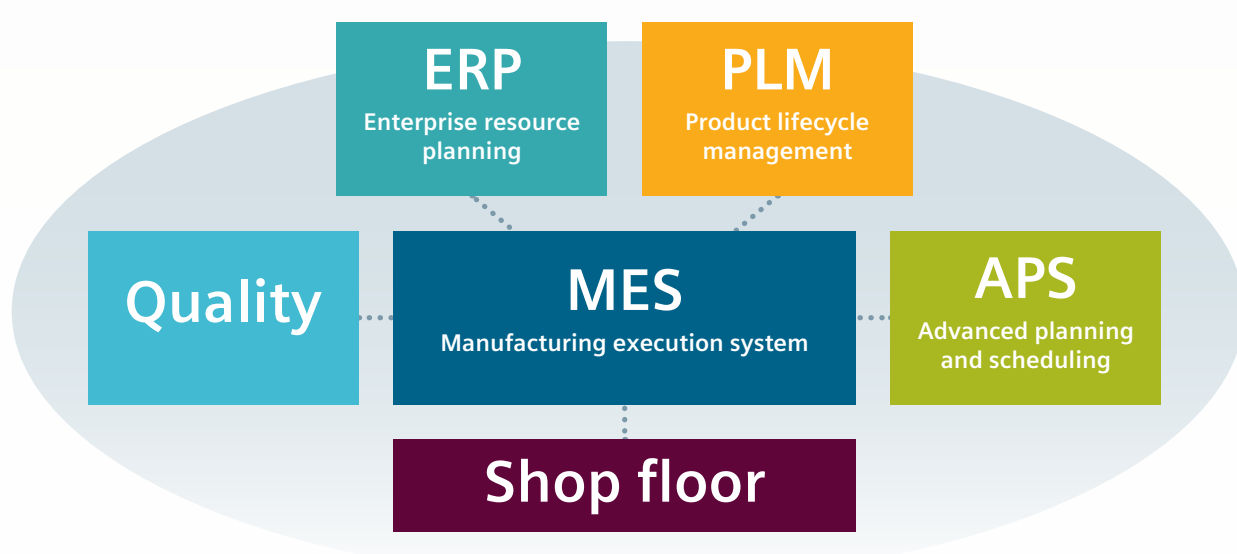 ERP
Enterprise resource
planning
PLM
Product lifecycle
management
Quality
MES
Manufacturing execution system
APS
Advanced planning
and scheduling
Shop floor